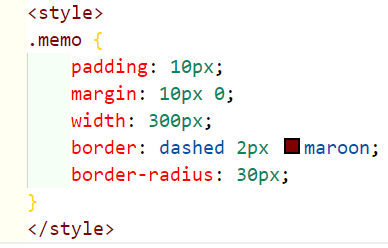 <style>
.memo {
    padding: 10px;
    margin: 10px 0;
    width: 300px;
    border: dashed 2px maroon;
    border-radius: 30px;
}
</style>